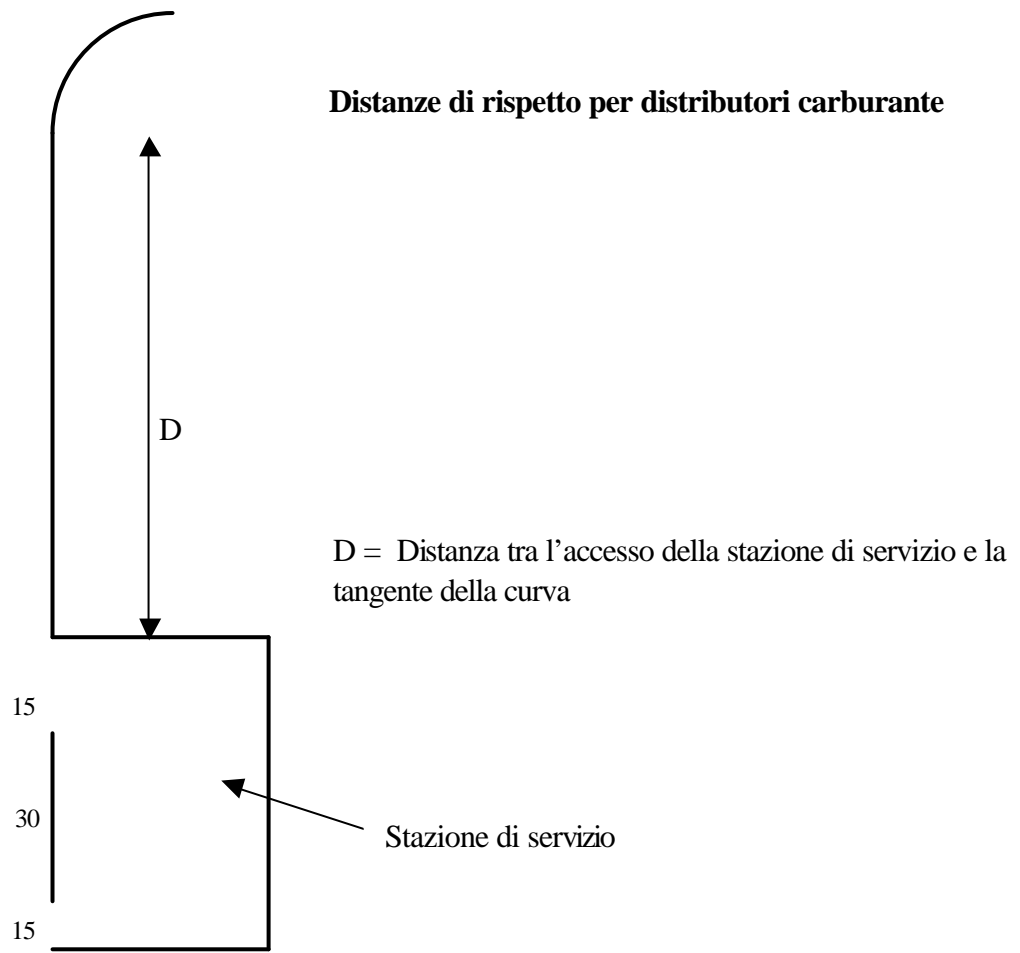 Distanze di rispetto per distributori carburante
D
D = Distanza tra l'accesso della stazione di servizio e la
tangente della curva
15
30
Stazione di servizio
15